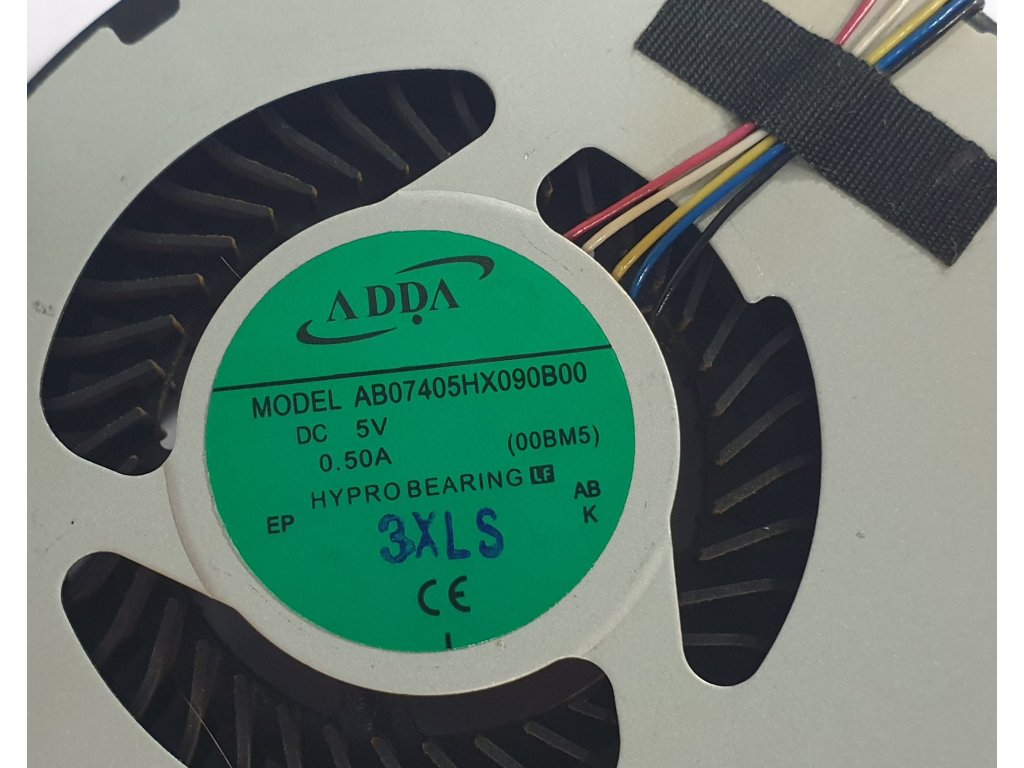 ADDA
MODEL AB07405HX090B00
DC 5V
(00BM5)
0.50A
HYPRO BEARING LF
EP
AB
K
3XLS
CE